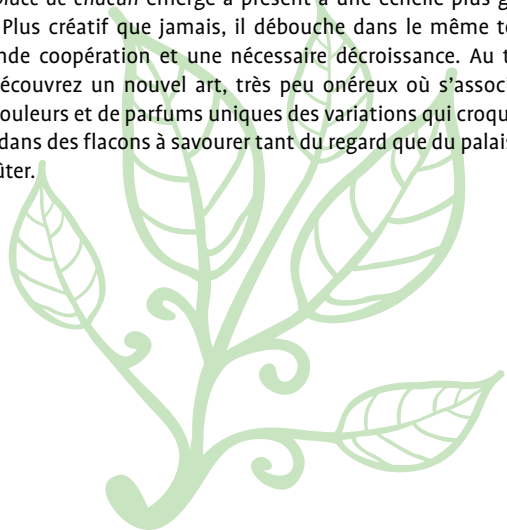 place de chacun émerge à présent à une échelle plus g
Plus créatif que jamais, il débouche dans le même t
nde coopération et une nécessaire décroissance. Au t
écouvrez un nouvel art, très peu onéreux où s'associ
ouleurs et de parfums uniques des variations qui croqu
dans des flacons à savourer tant du regard que du palais
ûter.